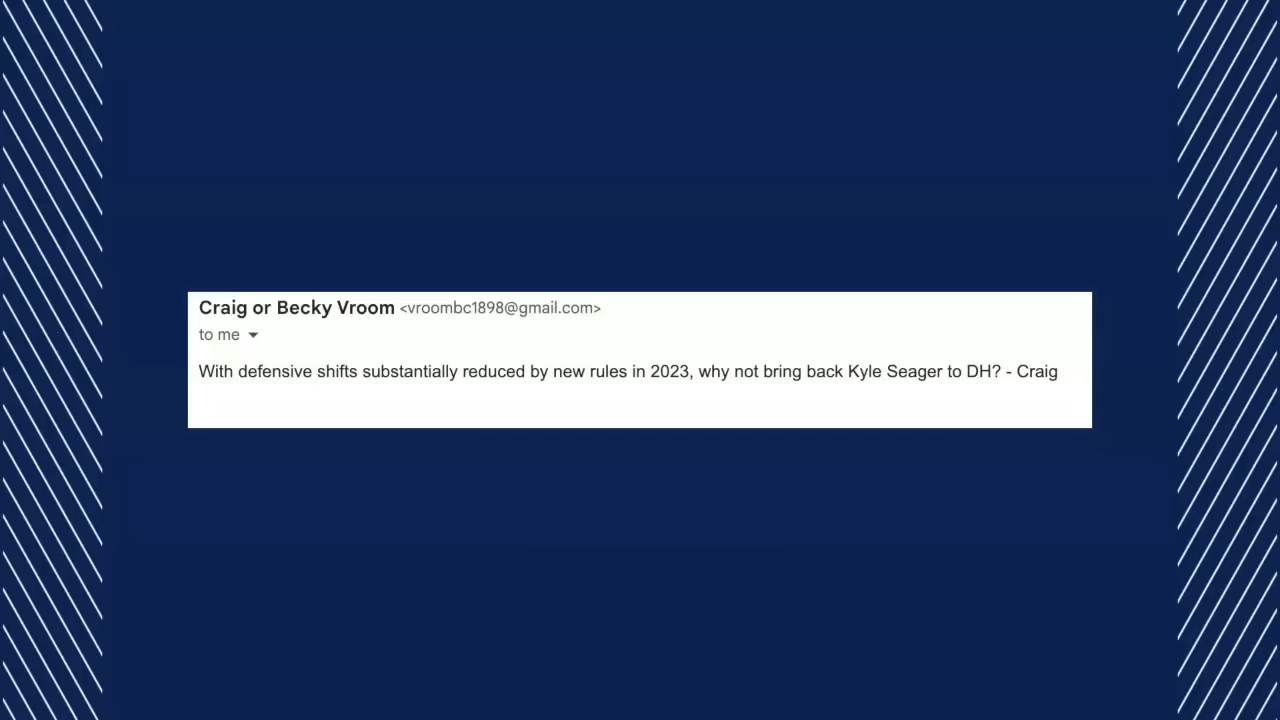 Craig or Becky Vroom <vroombc1898@gmail.com>
to me
With defensive shifts substantially reduced by new rules in 2023, why not bring back Kyle Seager to DH? - Craig